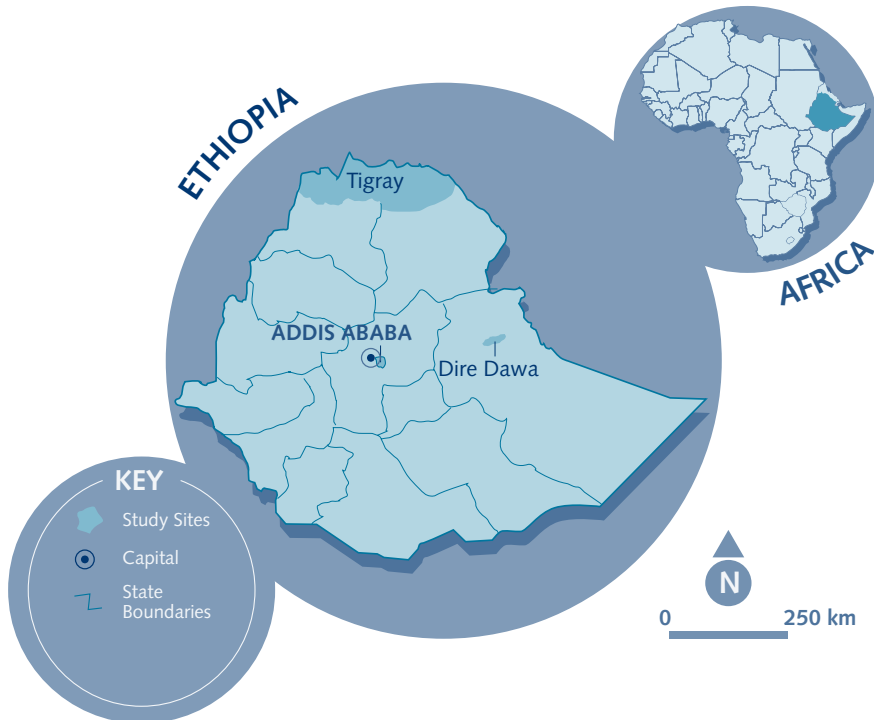 ETHIOPIA
AFRICA
Tigray
ADDIS ABABA
Dire Dawa
KEY
Study Sites
Capital
State
Boundaries
N
0 250 km